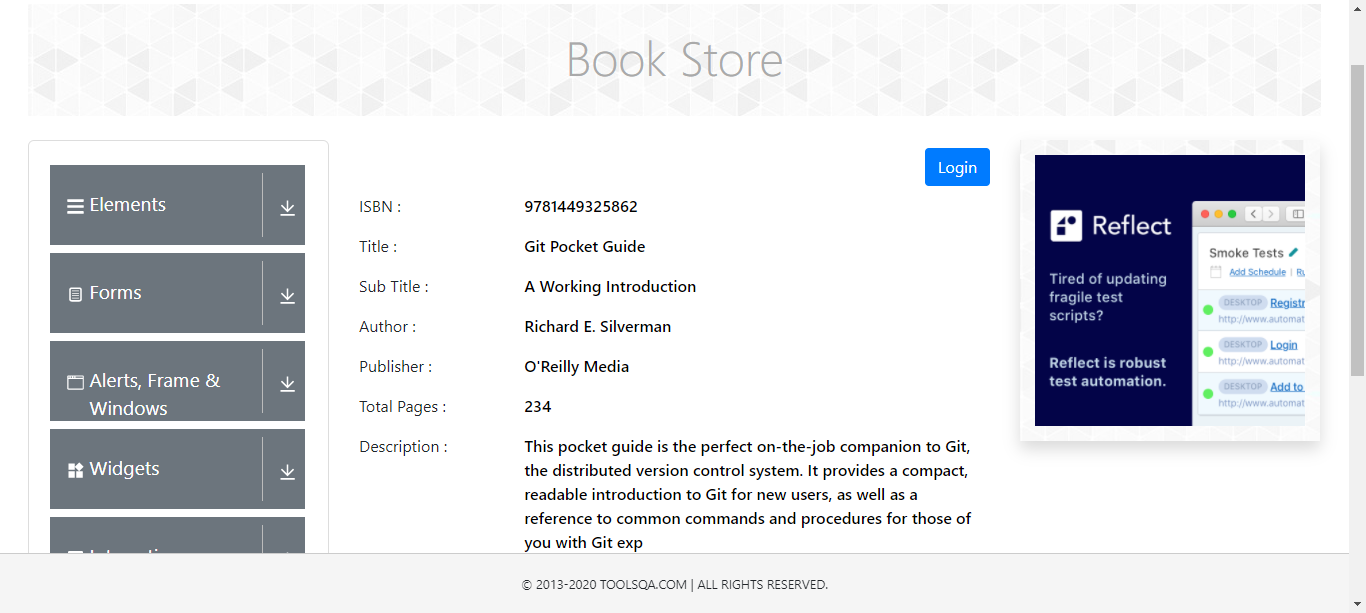 Book Store
Elements
Forms
Alerts, Frame &
Windows
Widgets
Login
ISBN : 9781449325862
Title : Git Pocket Guide
Sub Title : A Working Introduction
Author : Richard E. Silverman
Publisher : O'Reilly Media
Total Pages : 234
Description : This pocket guide is the perfect on-the-job companion to Git,
the distributed version control system. It provides a compact,
readable introduction to Git for new users, as well as a
reference to common commands and procedures for those of
you with Git exp
Reflect
Tired of updating
fragile test
scripts?
Reflect is robust
test automation.
Smoke Tests
Add Schedule | Ru
DESKTOP Registr
http://www.automat
DESKTOP Login
http://www.automat
DESKTOP Add to
http://www.automat
© 2013-2020 TOOLSQA.COM | ALL RIGHTS RESERVED.